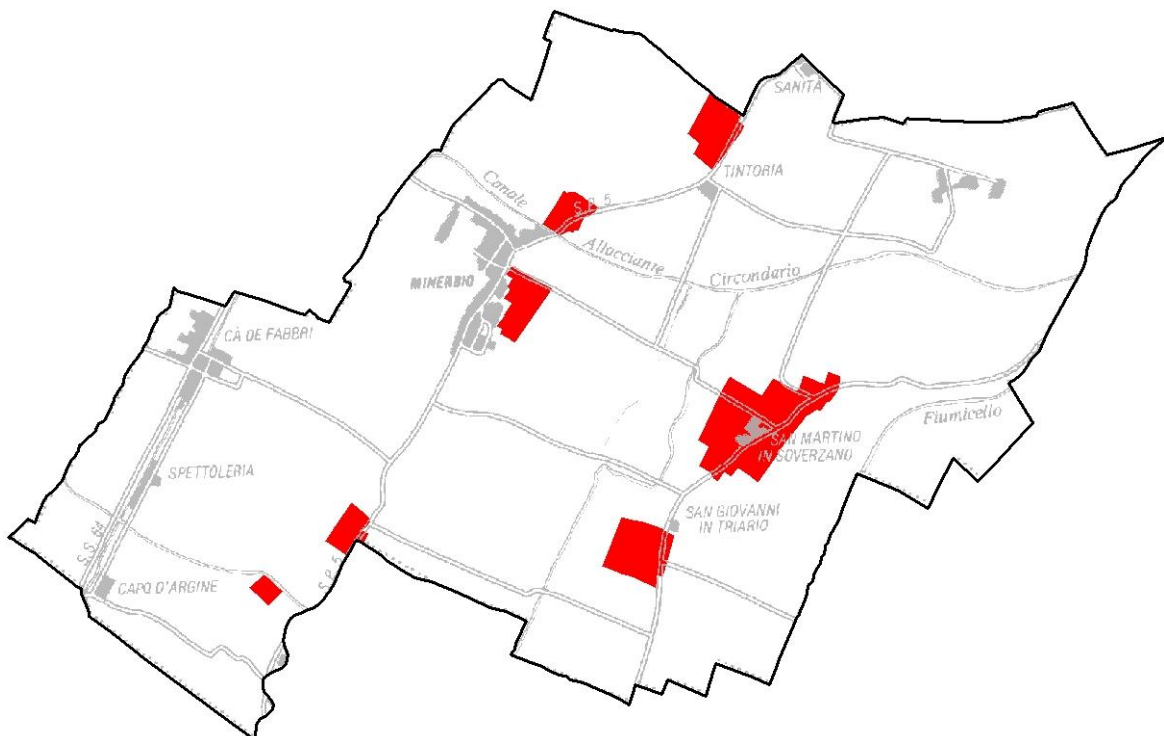 SANITÀ
TINTORIA
Canale
S.P. 5
Allacciante
Circondario
MINERBIO
CÀ DE FABBRI
Fiumicello
SAN MARTINO
IN SOVERZANO
SPETTOLERIA
SAN GIOVANNI
IN TRIARIO
S.S. 64
S.P. 5
CAPO D'ARGINE